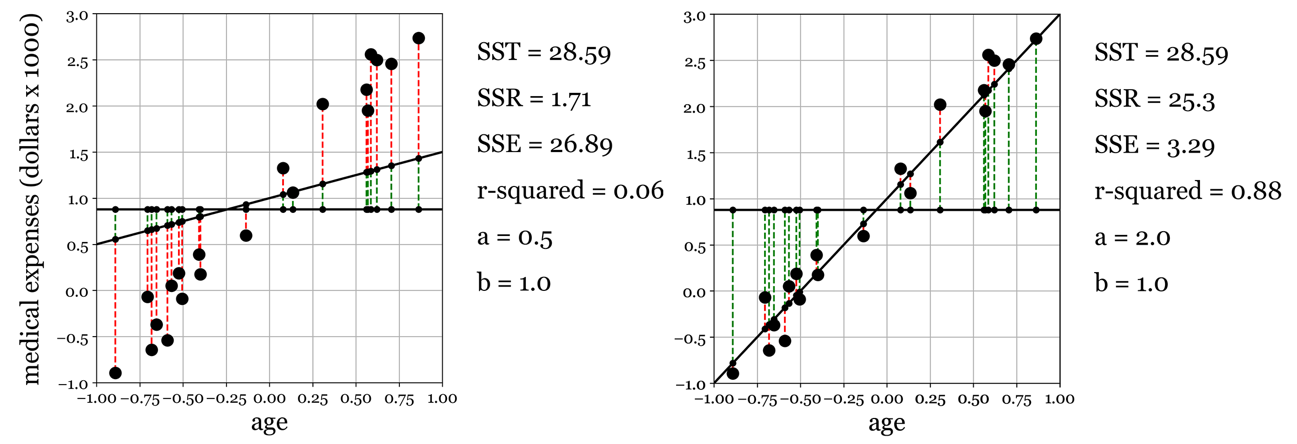 medical expenses (dollars x 1000)
3.0
2.5
2.0
1.5
1.0
0.5
0.0
−0.5
−1.0
−1.00 −0.75 −0.50 −0.25 0.00 0.25 0.50 0.75 1.00
age
SST = 28.59
SSR = 1.71
SSE = 26.89
r-squared = 0.06
a = 0.5
b = 1.0
3.0
2.5
2.0
1.5
1.0
0.5
0.0
−0.5
−1.0
−1.00 −0.75 −0.50 −0.25 0.00 0.25 0.50 0.75 1.00
age
SST = 28.59
SSR = 25.3
SSE = 3.29
r-squared = 0.88
a = 2.0
b = 1.0